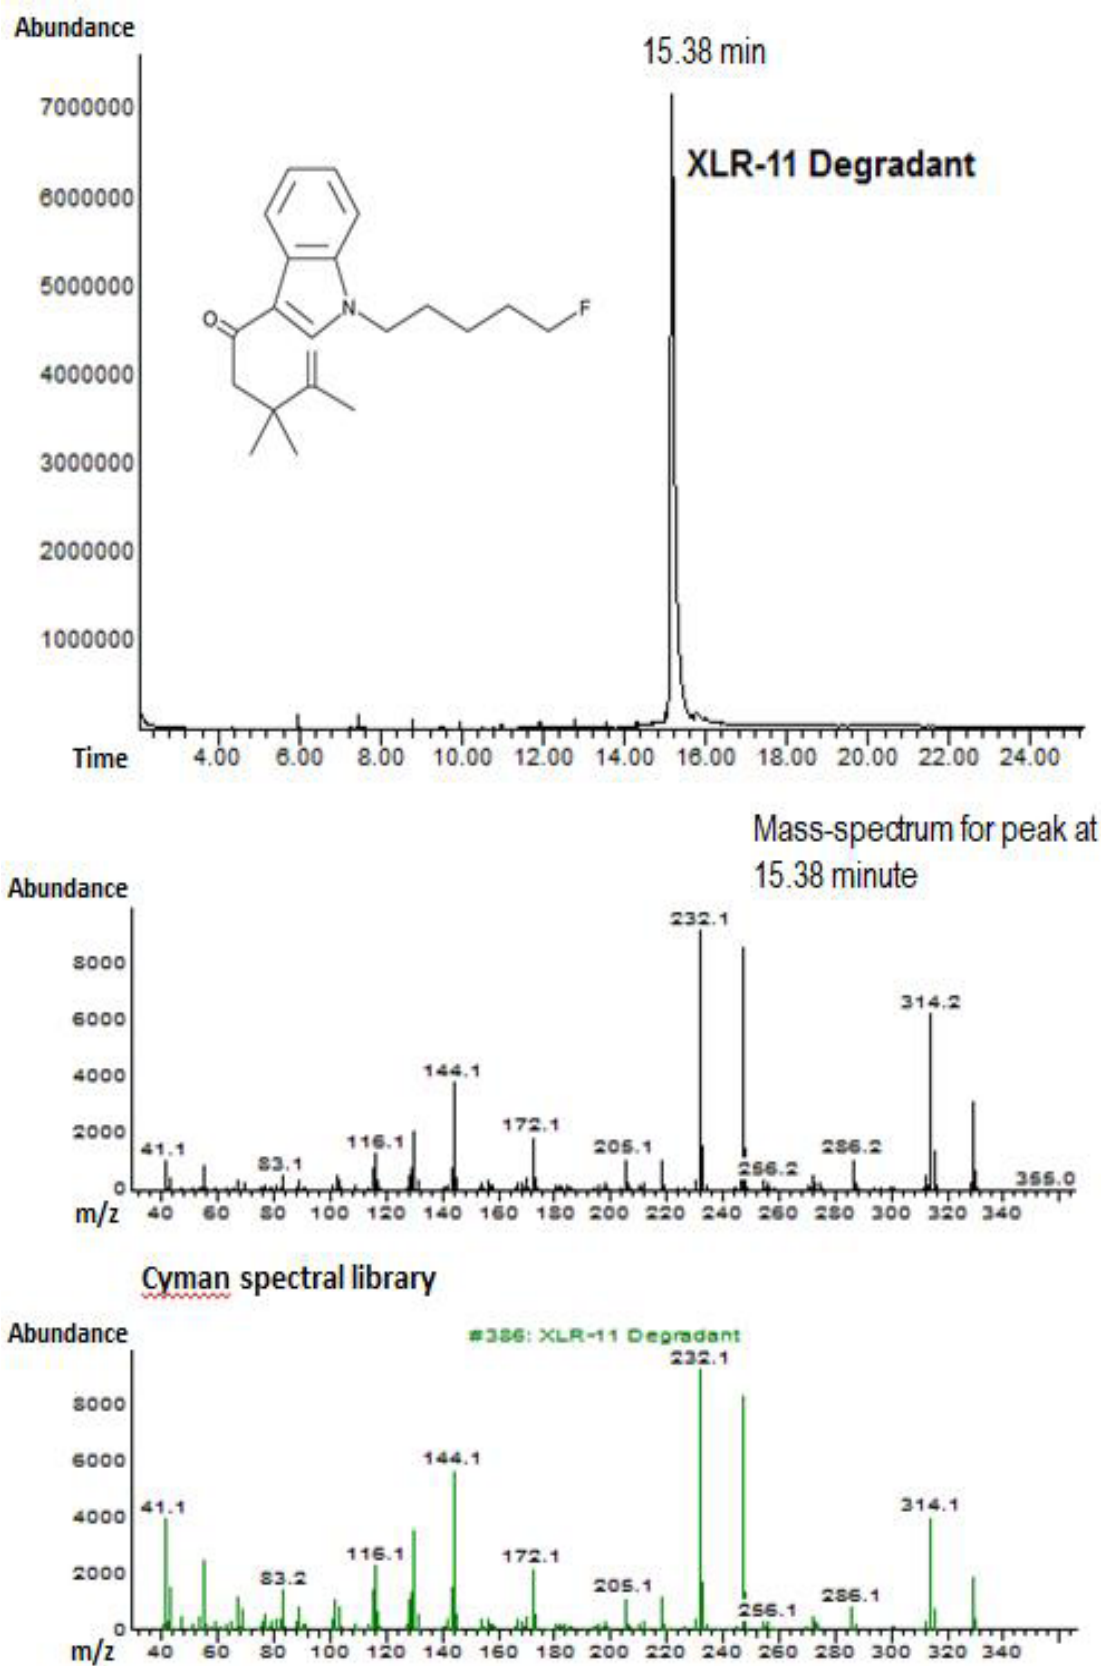 Abundance
15.38 min
7000000
XLR-11 Degradant
6000000
5000000
F
N
O
4000000
3000000
2000000
1000000
Time 4.00 6.00 8.00 10.00 12.00 14.00 16.00 18.00 20.00 22.00 24.00
Mass-spectrum for peak at
15.38 minute
Abundance
232.1
8000
314.2
6000
144.1
4000
172.1
116.1
2000
41.1
83.1
205.1
286.2
256.2
355.0
0
m/z 40 60 80 100 120 140 160 180 200 220 240 260 280 300 320 340
Cyman spectral library
Abundance
#386: XLR-11 Degradant
232.1
8000
144.1
6000
41.1
314.1
4000
116.1
172.1
83.2
2000
205.1
286.1
256.1
0
m/z 40 60 80 100 120 140 160 180 200 220 240 260 280 300 320 340